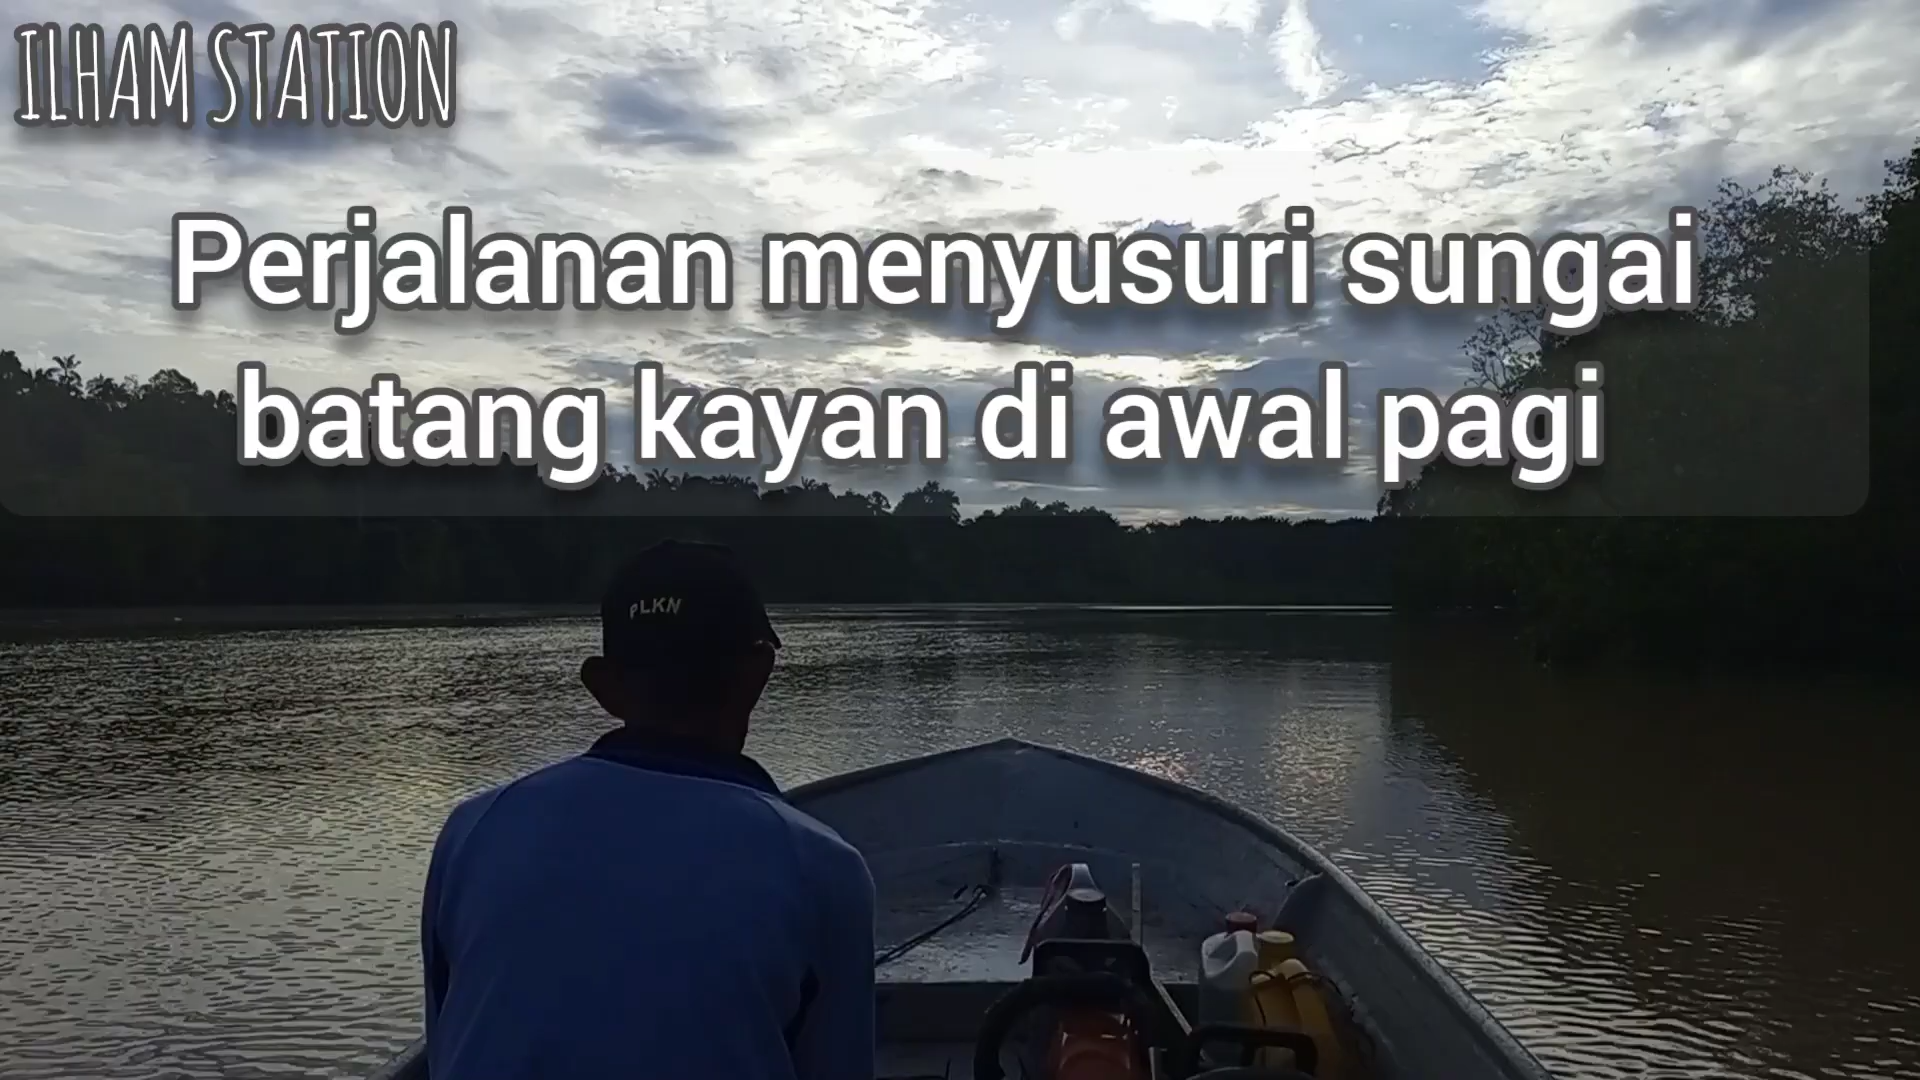 ILHAM STATION
Perjalanan menyusuri sungai
batang kayan di awal pagi
PLKN